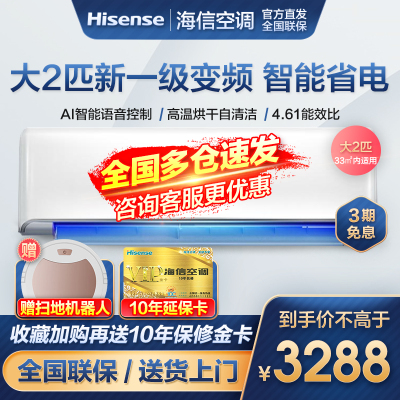 Hisense 海信空调 官方直发
全国联保
大2匹新一级变频 智能省电
AI智能语音控制 / 高温烘干自清洁 / 4.61能效比
大2匹
33㎡内适用
全国多仓速发
咨询客服更优惠
3期
免息
赠
赠扫地机器人
Hisense 海信空调
VIP
10年延保卡
收藏加购再送10年保修金卡
全国联保 / 送货上门
到手价不高于
¥3288